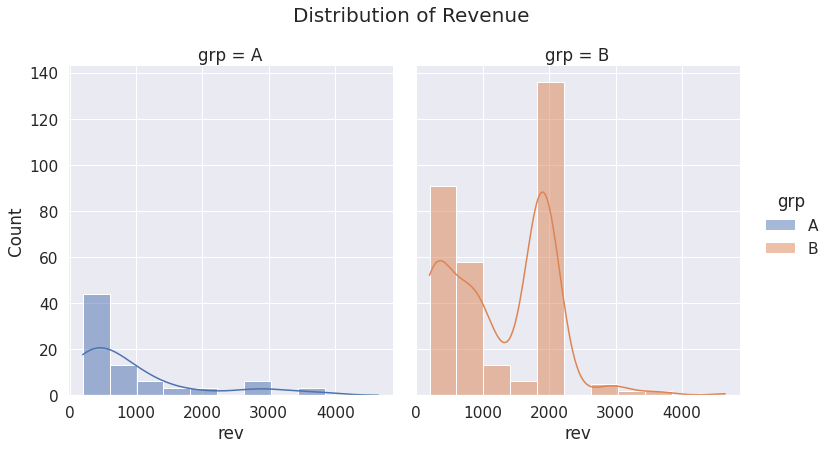 Distribution of Revenue
grp = A
grp = B
140
120
100
80
60
40
20
0
Count
0 1000 2000 3000 4000
rev
0 1000 2000 3000 4000
rev
grp
A
B